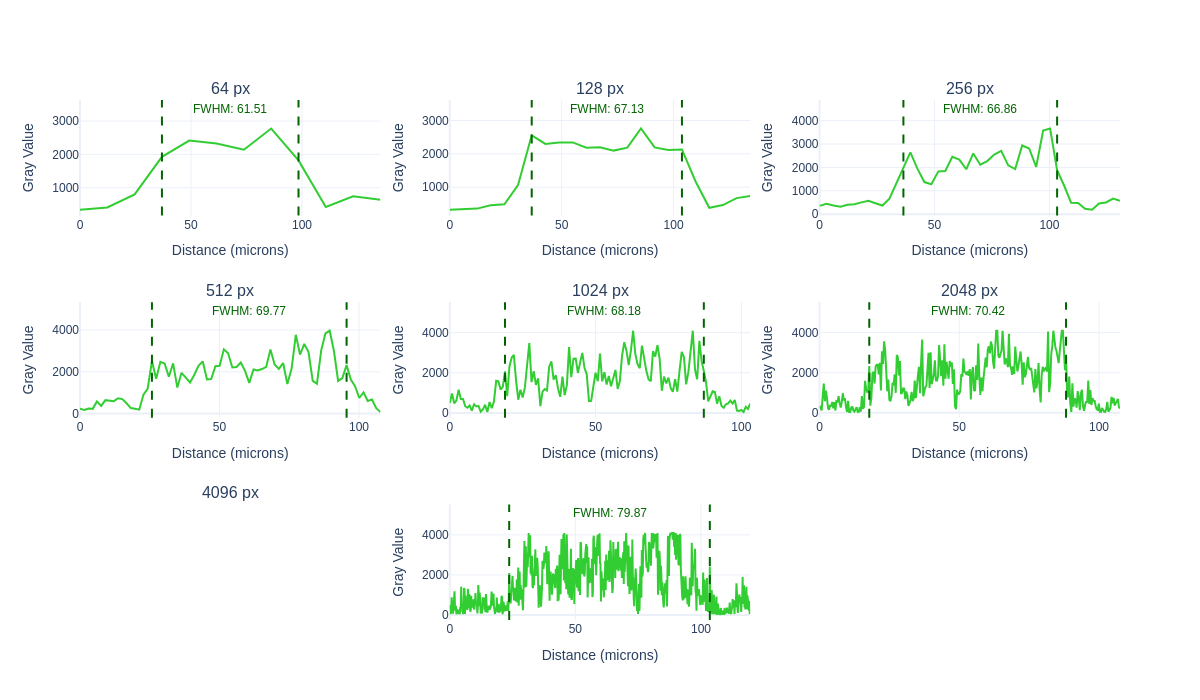 64 px
FWHM: 61.51
Gray Value
3000
2000
1000
0
50
100
Distance (microns)
128 px
FWHM: 67.13
Gray Value
3000
2000
1000
0
50
100
Distance (microns)
256 px
FWHM: 66.86
Gray Value
4000
3000
2000
1000
0
0
50
100
Distance (microns)
512 px
FWHM: 69.77
Gray Value
4000
2000
0
0
50
100
Distance (microns)
1024 px
FWHM: 68.18
Gray Value
4000
2000
0
0
50
100
Distance (microns)
2048 px
FWHM: 70.42
Gray Value
4000
2000
0
0
50
100
Distance (microns)
4096 px
FWHM: 79.87
Gray Value
4000
2000
0
0
50
100
Distance (microns)